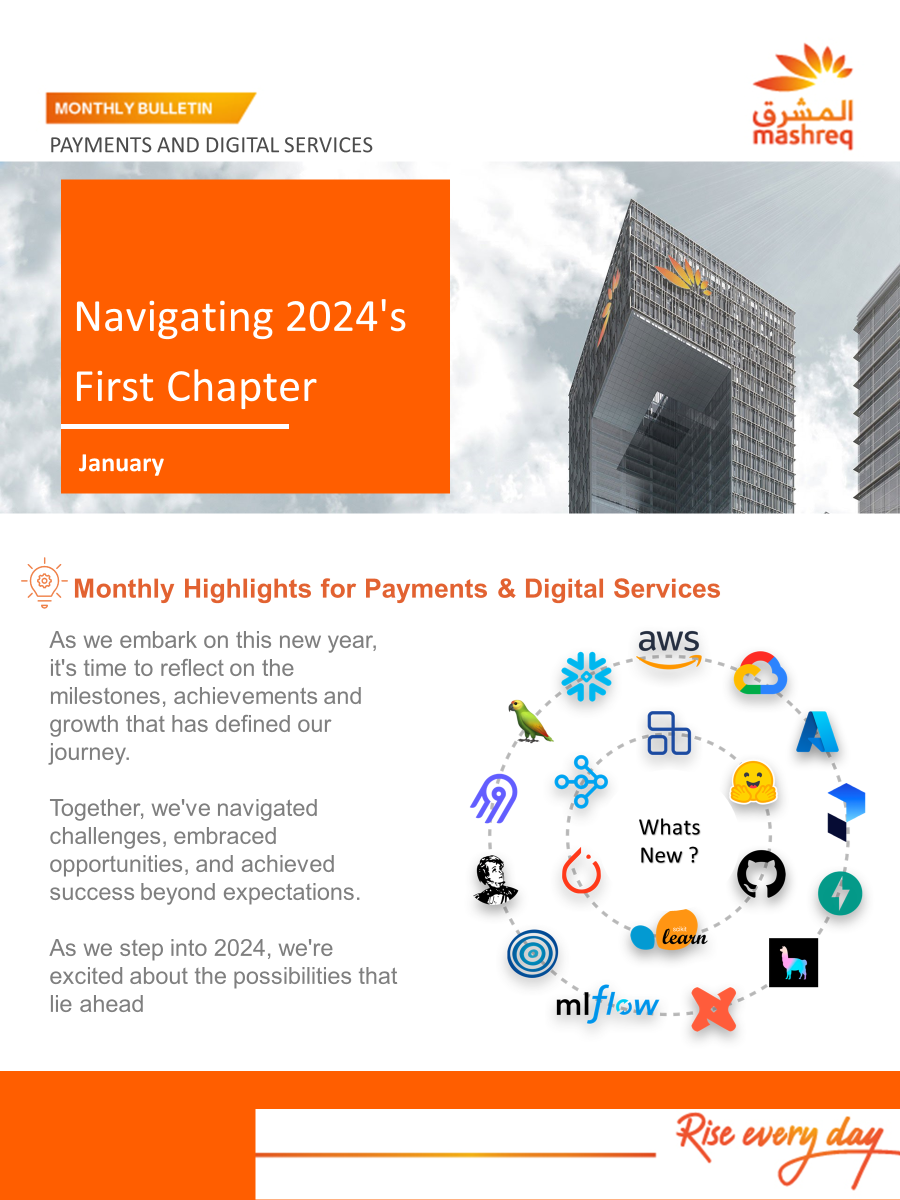 MONTHLY BULLETIN
PAYMENTS AND DIGITAL SERVICES
المشرق
mashreq
Navigating 2024's
First Chapter
January
Monthly Highlights for Payments & Digital Services
As we embark on this new year,
it's time to reflect on the
milestones, achievements and
growth that has defined our
journey.
Together, we've navigated
challenges, embraced
opportunities, and achieved
success beyond expectations.
As we step into 2024, we're
excited about the possibilities that
lie ahead
aws
Whats
New ?
scikit
learn
mlflow
Rise every day